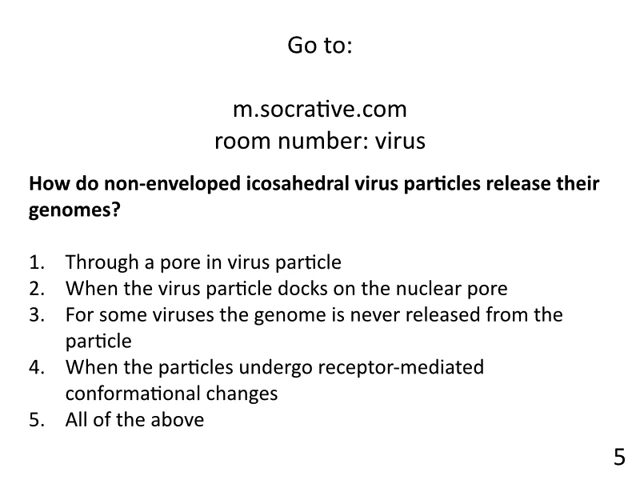 Go to:
m.socrative.com
room number: virus
How do non-enveloped icosahedral virus particles release their
genomes?
1. Through a pore in virus particle
2. When the virus particle docks on the nuclear pore
3. For some viruses the genome is never released from the
particle
4. When the particles undergo receptor-mediated
conformational changes
5. All of the above
5